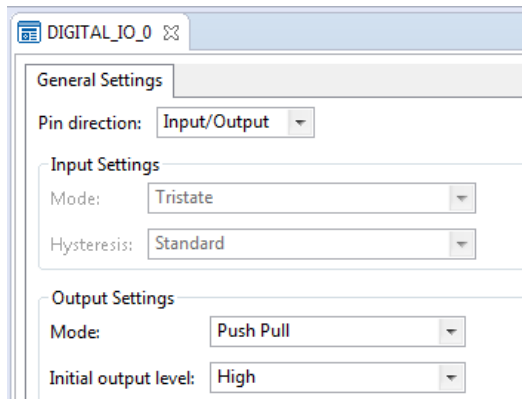 DIGITAL_IO_0
General Settings
Pin direction: Input/Output
Input Settings
Mode: Tristate
Hysteresis: Standard
Output Settings
Mode: Push Pull
Initial output level: High